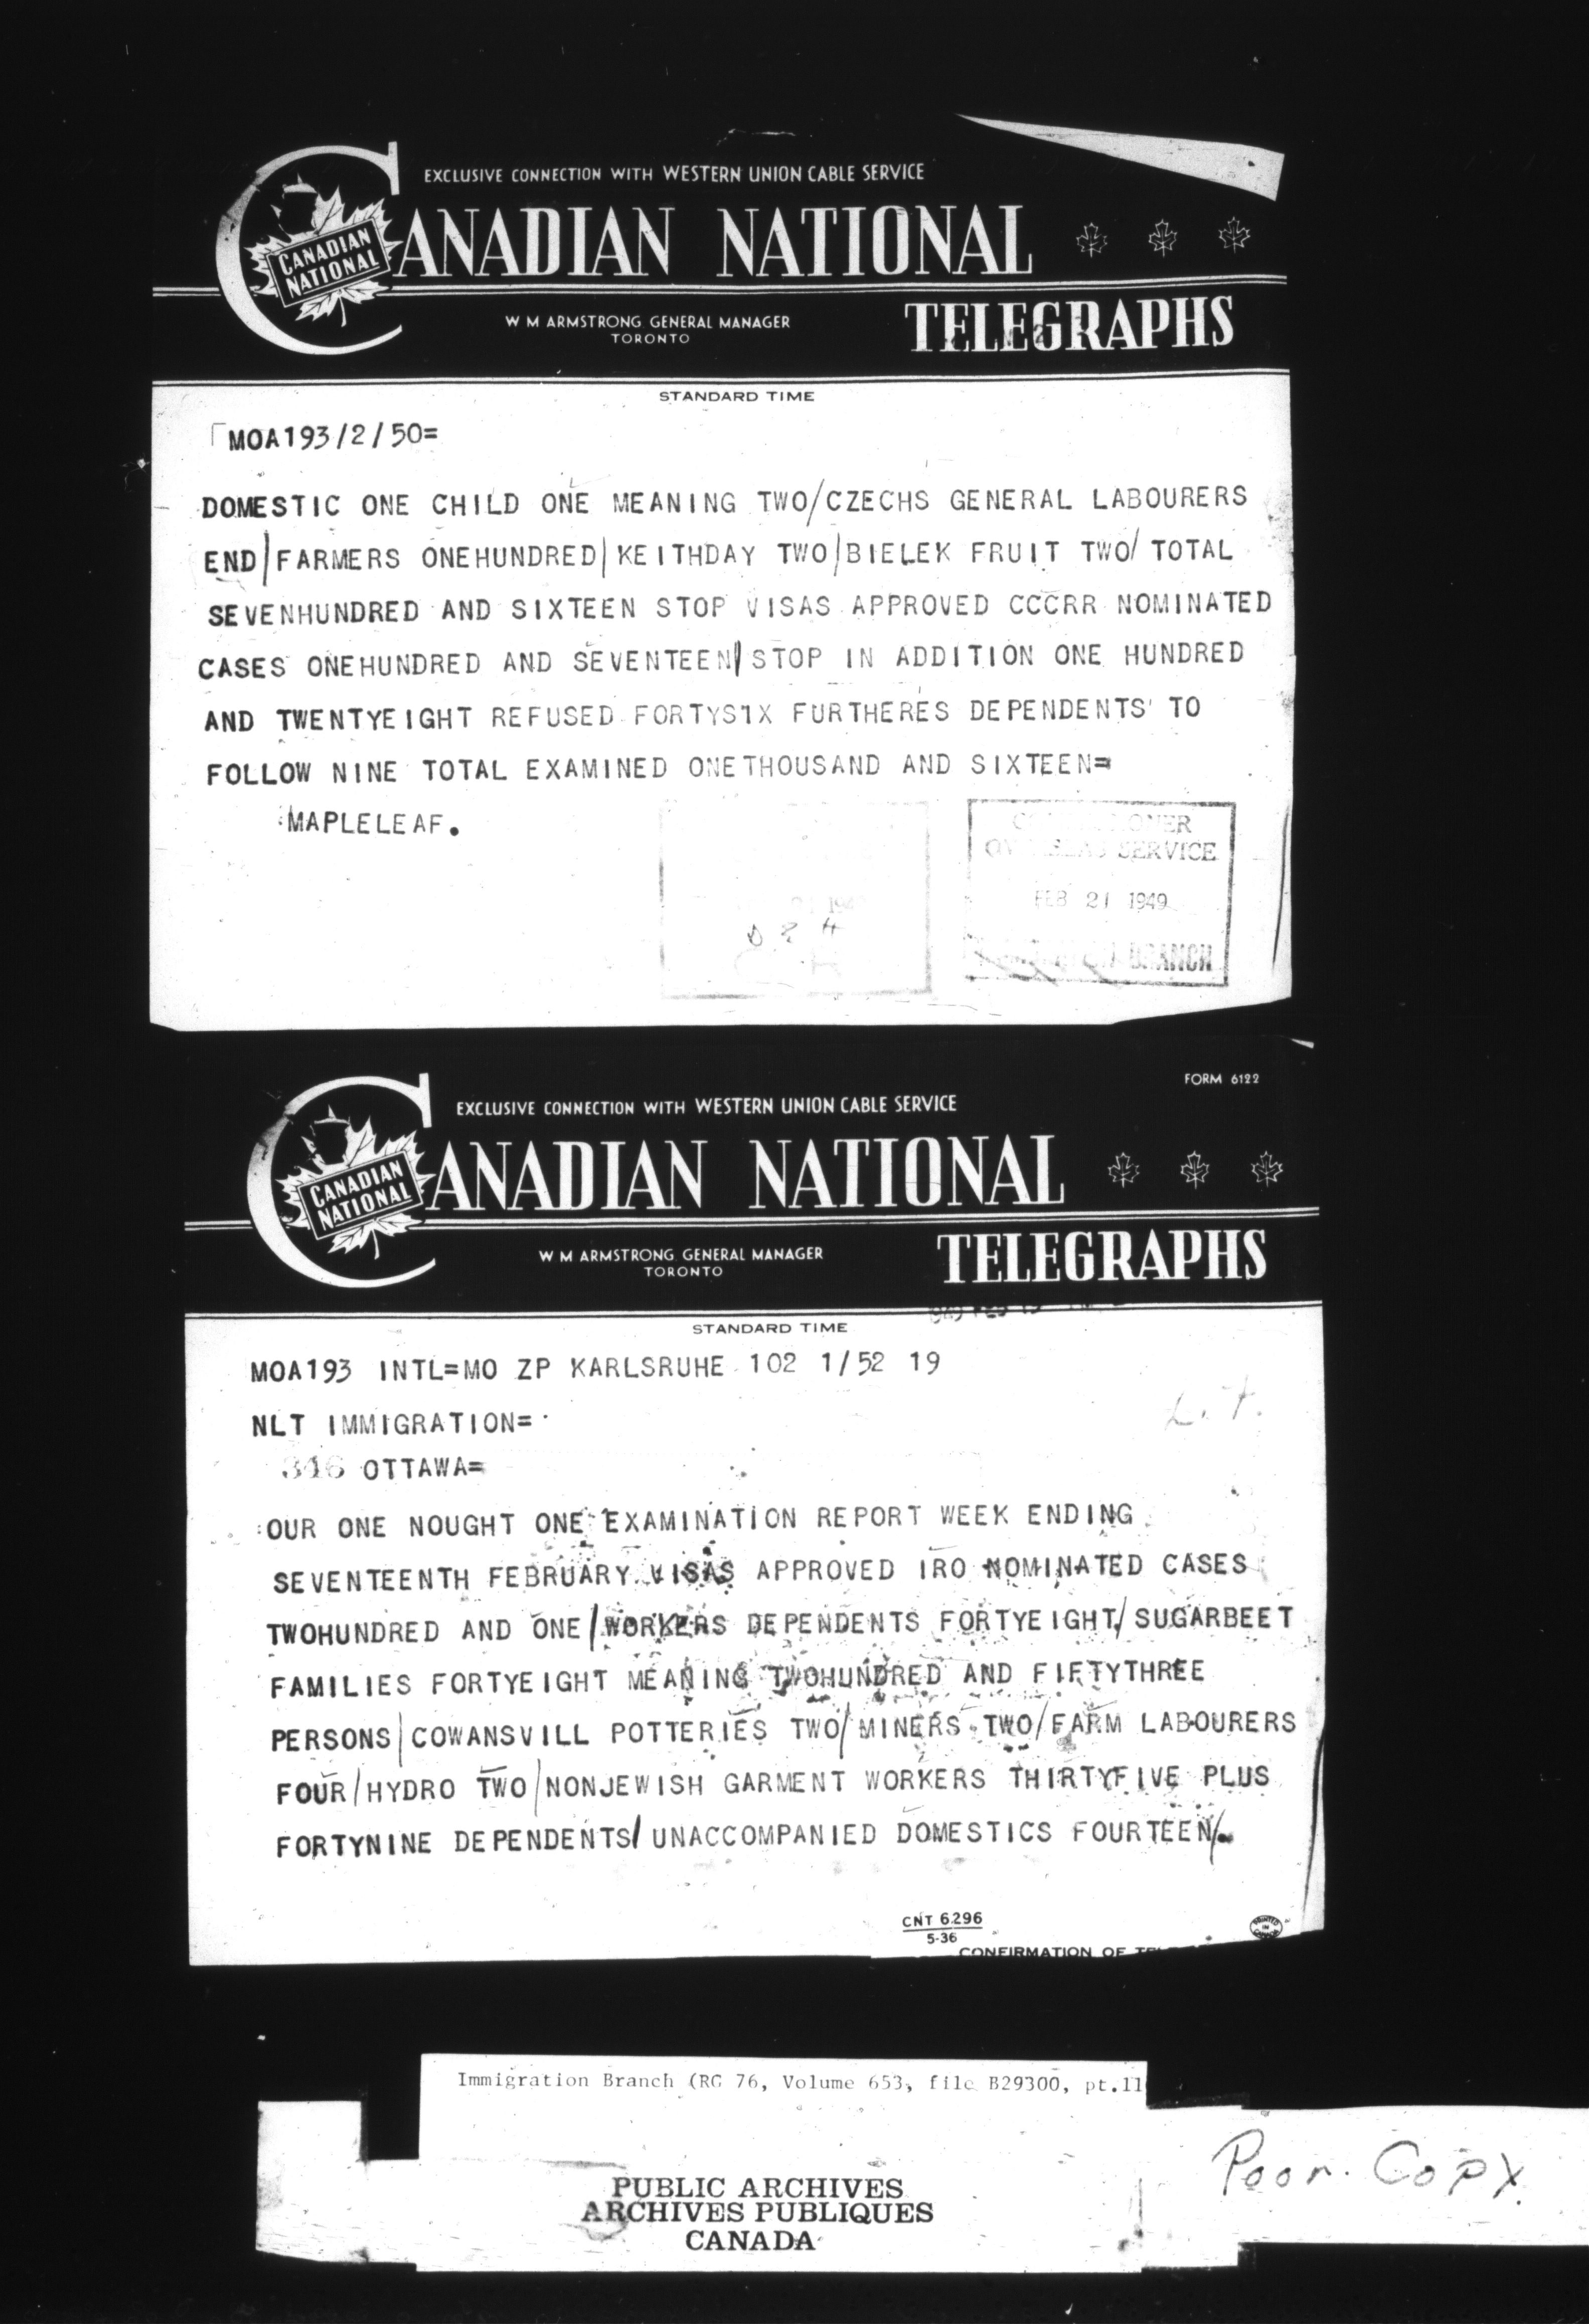 EXCLUSIVE CONNECTION WITH WESTERN UNION CABLE SERVICE
CANADIAN NATIONAL
CANADIAN
NATIONAL
TELEGRAPHS
W M ARMSTRONG GENERAL MANAGER
TORONTO
STANDARD TIME
MOA193/2/50=
DOMESTIC ONE CHILD ONE MEANING TWO/CZECHS GENERAL LABOURERS
END/FARMERS ONEHUNDRED/KEITHDAY TWO/BIELEK FRUIT TWO/ TOTAL
SEVENHUNDRED AND SIXTEEN STOP VISAS APPROVED CCCRR NOMINATED
CASES ONEHUNDRED AND SEVENTEEN/STOP IN ADDITION ONE HUNDRED
AND TWENTYEIGHT REFUSED FORTYSIX FURTHERES DEPENDENTS' TO
FOLLOW NINE TOTAL EXAMINED ONETHOUSAND AND SIXTEEN=
MAPLELEAF.
SERVICE
FEB 21 1949
BRANCH
FORM 6122
EXCLUSIVE CONNECTION WITH WESTERN UNION CABLE SERVICE
CANADIAN NATIONAL
CANADIAN
NATIONAL
TELEGRAPHS
W M ARMSTRONG GENERAL MANAGER
TORONTO
STANDARD TIME
MOA193 INTL=MO ZP KARLSRUHE 102 1/52 19
NLT IMMIGRATION=
346 OTTAWA=
OUR ONE NOUGHT ONE EXAMINATION REPORT WEEK ENDING
SEVENTEENTH FEBRUARY VISAS APPROVED IRO NOMINATED CASES
TWOHUNDRED AND ONE/WORKERS DEPENDENTS FORTYEIGHT/ SUGARBEET
FAMILIES FORTYEIGHT MEANING TWOHUNDRED AND FIFTYTHREE
PERSONS/COWANSVILL POTTERIES TWO/MINERS TWO/FARM LABOURERS
FOUR/HYDRO TWO/NONJEWISH GARMENT WORKERS THIRTYFIVE PLUS
FORTYNINE DEPENDENTS/ UNACCOMPANIED DOMESTICS FOURTEEN/.
CNT 6296
5-36
CONFIRMATION OF
PRINTED
IN
CANADA
Immigration Branch (RG 76, Volume 653, file B29300, pt.11
PUBLIC ARCHIVES
ARCHIVES PUBLIQUES
CANADA
Poor Copy